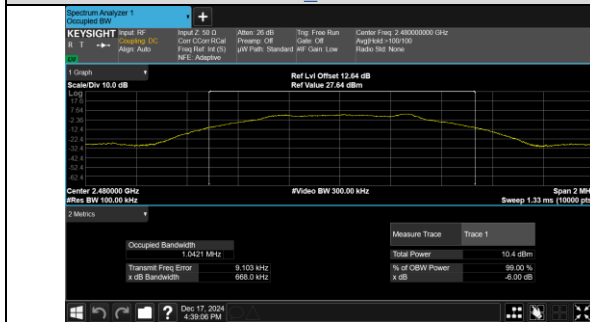 Spectrum Analyzer 1
Occupied BW
+
KEYSIGHT
R T
Input: RF
Coupling: DC
Align: Auto
Input Z: 50 Ω
Corr CCorr RCal
Freq Ref: Int (S)
NFE: Adaptive
Atten: 26 dB
Preamp: Off
µW Path: Standard
Trig: Free Run
Gate: Off
#IF Gain: Low
Center Freq: 2.480000000 GHz
Avg|Hold:>100/100
Radio Std: None
1 Graph
Scale/Div 10.0 dB
Ref Lvl Offset 12.64 dB
Ref Value 27.64 dBm
Log
17.6
7.64
-2.36
-12.4
-22.4
-32.4
-42.4
-52.4
-62.4
Center 2.480000 GHz
#Res BW 100.00 kHz
#Video BW 300.00 kHz
Span 2 MH
Sweep 1.33 ms (10000 pts
2 Metrics
Measure Trace Trace 1
Occupied Bandwidth
1.0421 MHz
Total Power 10.4 dBm
Transmit Freq Error 9.103 kHz
% of OBW Power 99.00 %
x dB Bandwidth 668.0 kHz
x dB -6.00 dB
?
Dec 17, 2024
4:39:06 PM